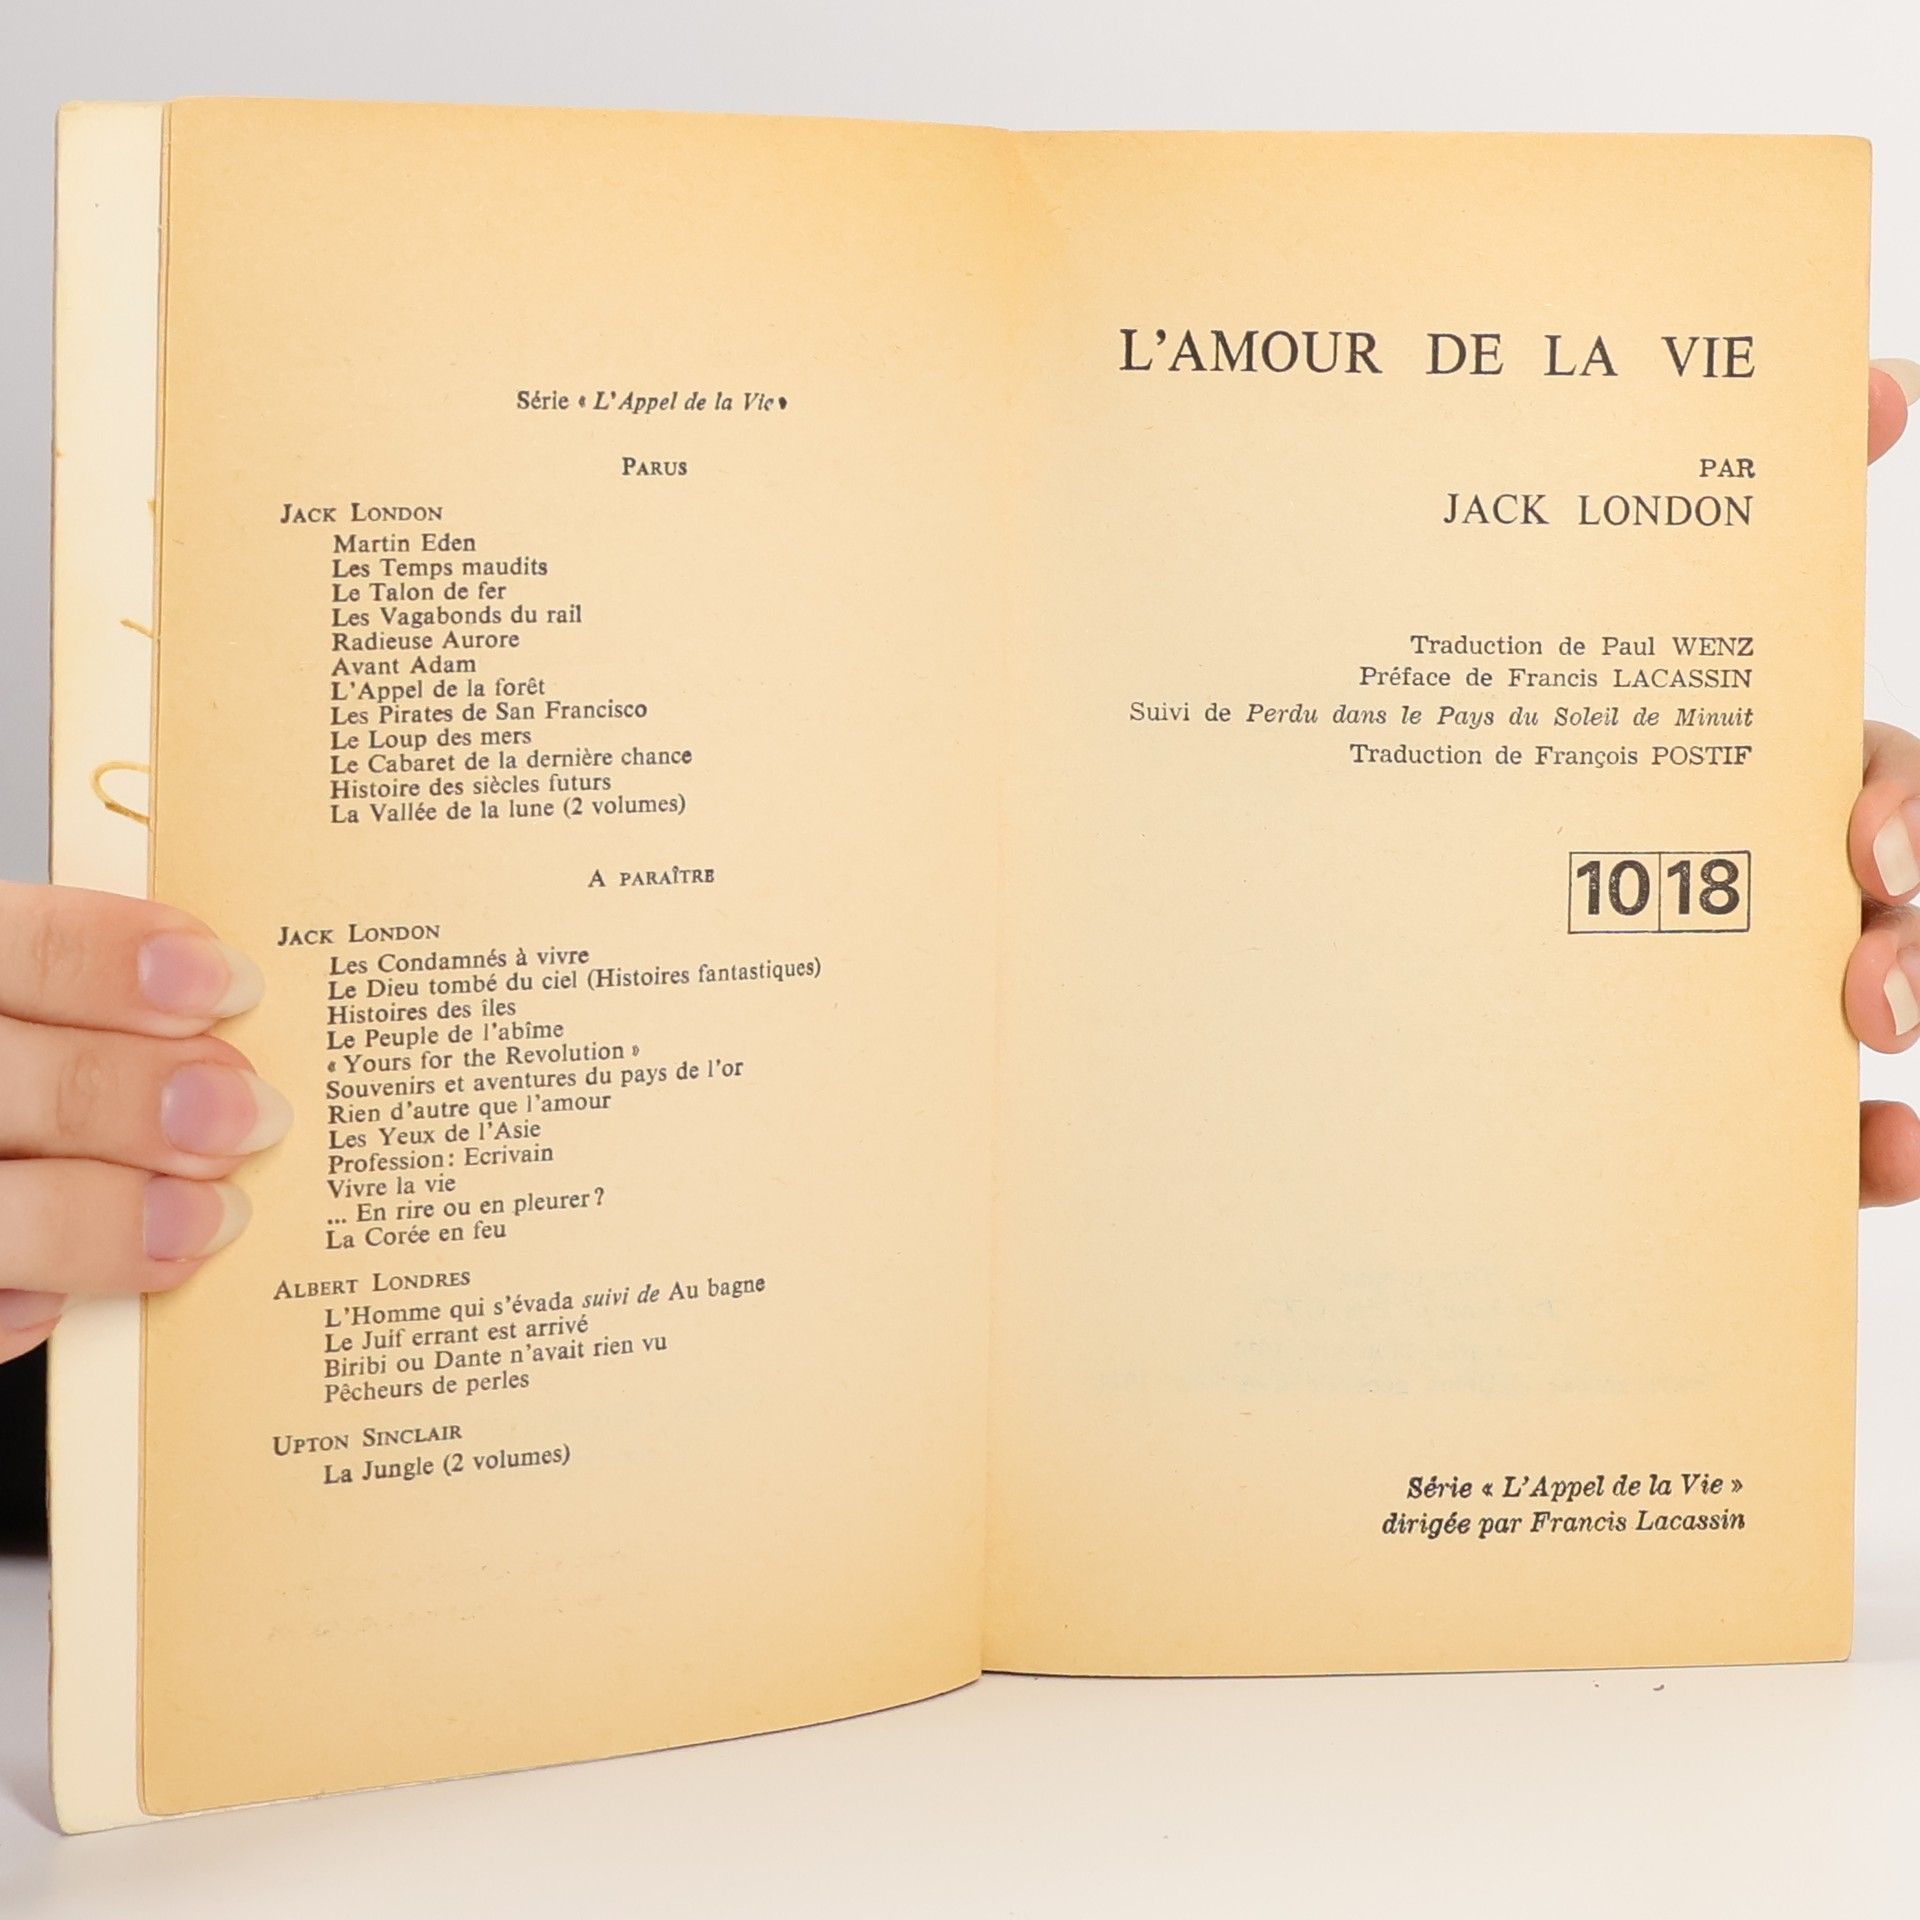 Série « L'Appel de la Vie »
PARUS
JACK LONDON
Martin Eden
Les Temps maudits
Le Talon de fer
Les Vagabonds du rail
Radieuse Aurore
Avant Adam
L'Appel de la forêt
Les Pirates de San Francisco
Le Loup des mers
Le Cabaret de la dernière chance
Histoire des siècles futurs
La Vallée de la lune (2 volumes)
A PARAÎTRE
JACK LONDON
Les Condamnés à vivre
Le Dieu tombé du ciel (Histoires fantastiques)
Histoires des îles
Le Peuple de l'abîme
« Yours for the Revolution »
Souvenirs et aventures du pays de l'or
Rien d'autre que l'amour
Les Yeux de l'Asie
Profession: Ecrivain
Vivre la vie
... En rire ou en pleurer?
La Corée en feu
ALBERT LONDRES
L'Homme qui s'évada suivi de Au bagne
Le Juif errant est arrivé
Biribi ou Dante n'avait rien vu
Pêcheurs de perles
UPTON SINCLAIR
La Jungle (2 volumes)
L'AMOUR DE LA VIE
PAR
JACK LONDON
Traduction de Paul WENZ
Préface de Francis LACASSIN
Suivi de Perdu dans le Pays du Soleil de Minuit
Traduction de François POSTIF
10 18
Série « L'Appel de la Vie »
dirigée par Francis Lacassin